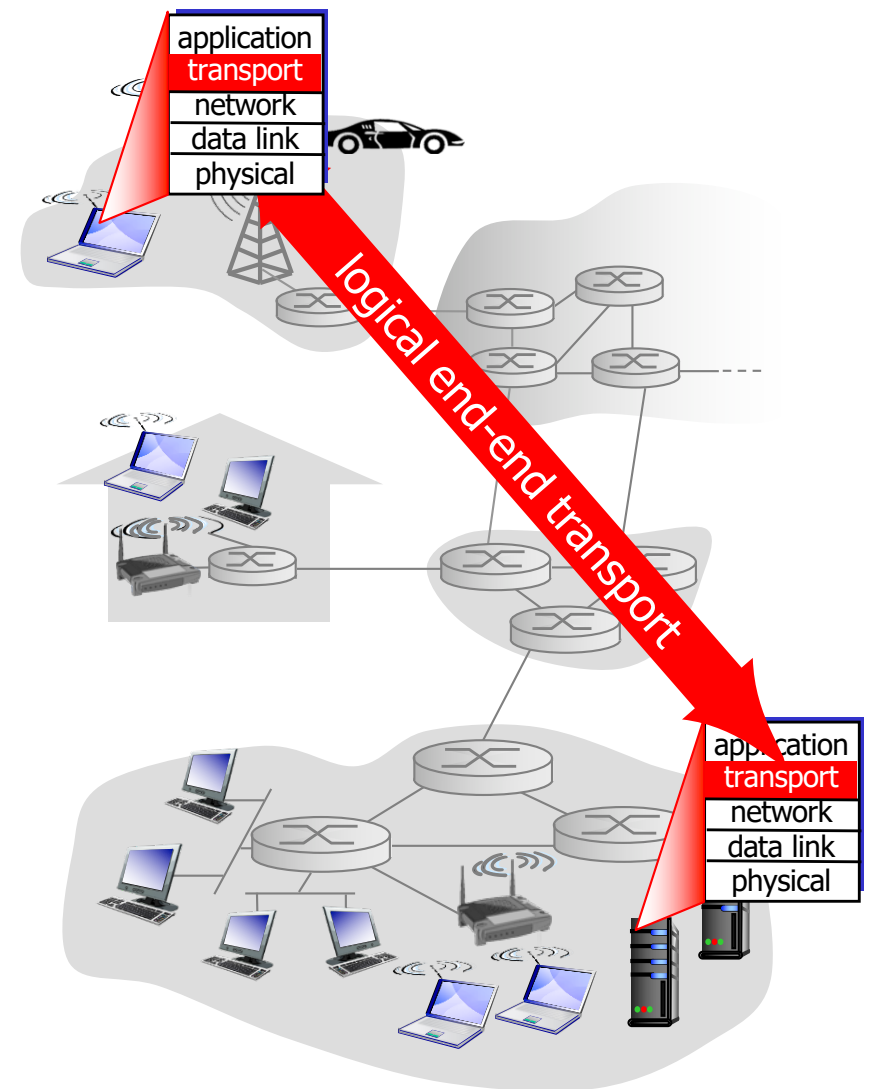 application
transport
network
data link
physical
logical end-end transport
application
transport
network
data link
physical